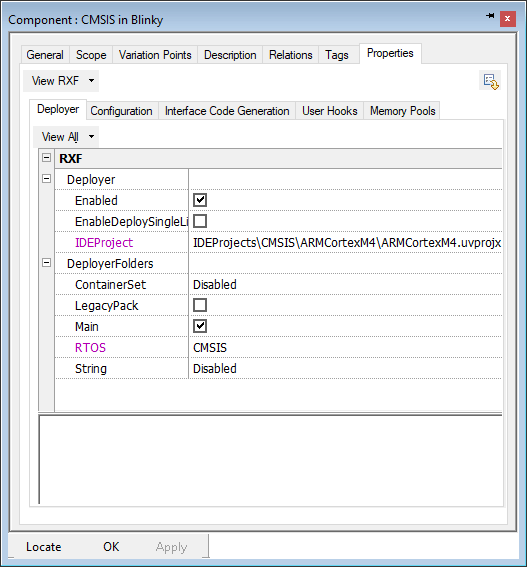 Component : CMSIS in Blinky
General Scope Variation Points Description Relations Tags Properties
View RXF
Deployer Configuration Interface Code Generation User Hooks Memory Pools
View All
RXF
Deployer
Enabled
EnableDeploySingleLi
IDEProject IDEProjects\CMSIS\ARMCortexM4\ARMCortexM4.uvprojx
DeployerFolders
ContainerSet Disabled
LegacyPack
Main
RTOS CMSIS
String Disabled
Locate OK Apply